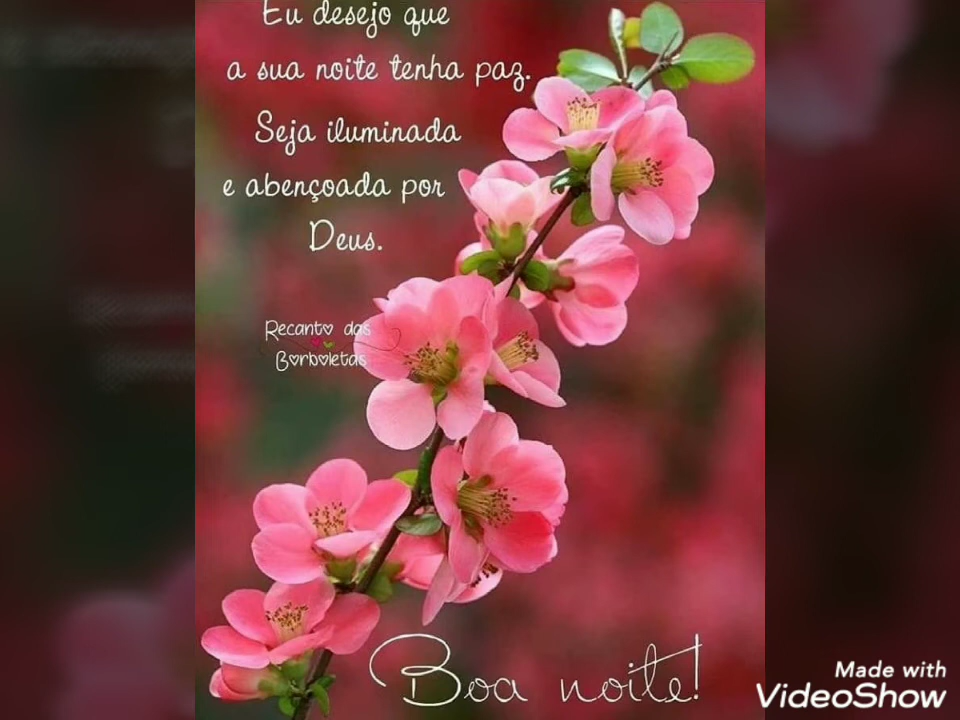 Eu desejo que
a sua noite tenha paz.
Seja iluminada
e abençoada por
Deus.
Recanto das
Borboletas
Boa noite!
Made with
VideoShow